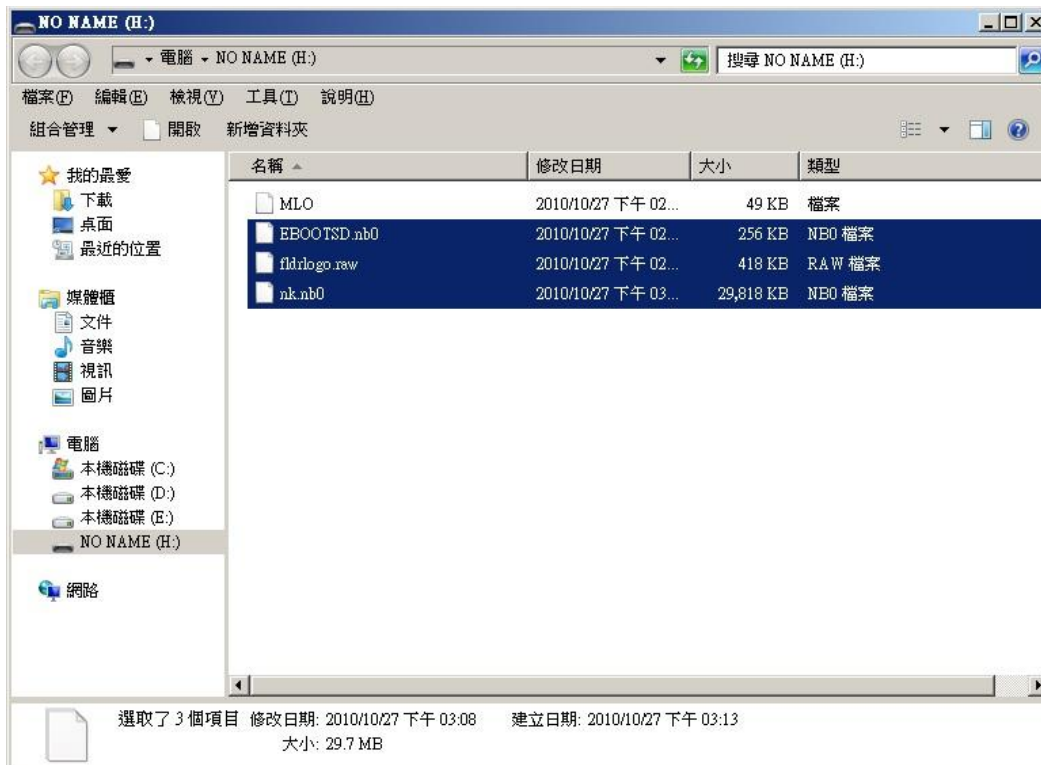 NO NAME (H:)
電腦 NO NAME (H:)
搜尋 NO NAME (H:)
檔案(F) 編輯(E) 檢視(V) 工具(T) 說明(H)
組合管理 開啟 新增資料夾
我的最愛
下載
桌面
最近的位置
媒體櫃
文件
音樂
視訊
圖片
電腦
本機磁碟 (C:)
本機磁碟 (D:)
本機磁碟 (E:)
NO NAME (H:)
網路
名稱 修改日期 大小 類型
MLO 2010/10/27 下午 02... 49 KB 檔案
EBOOTSD.nb0 2010/10/27 下午 02... 256 KB NB0 檔案
fldrlogo.raw 2010/10/27 下午 02... 418 KB RAW 檔案
nk.nb0 2010/10/27 下午 03... 29,818 KB NB0 檔案
選取了 3 個項目 修改日期: 2010/10/27 下午 03:08 建立日期: 2010/10/27 下午 03:13
大小: 29.7 MB